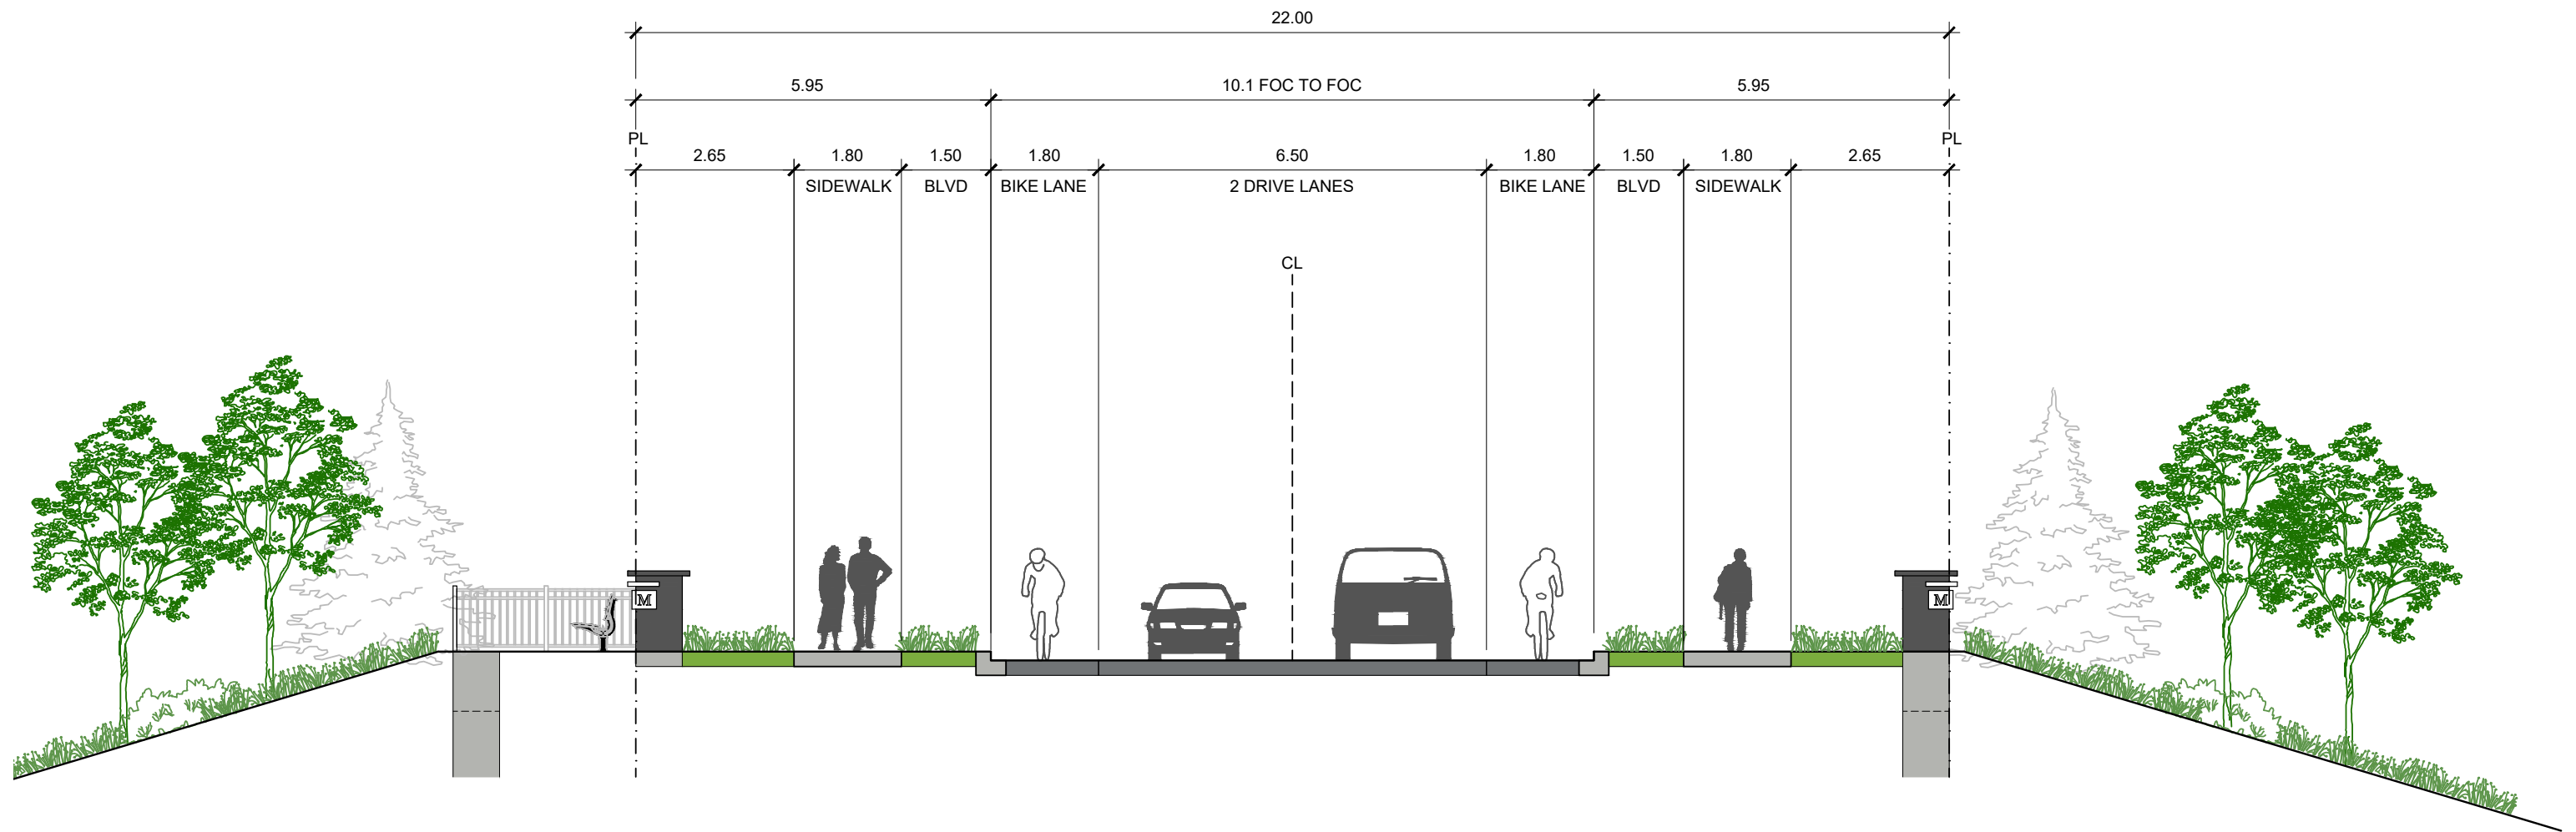 22.00
5.95 10.1 FOC TO FOC 5.95
PL PL
2.65 1.80 1.50 1.80 6.50 1.80 1.50 1.80 2.65
SIDEWALK BLVD BIKE LANE 2 DRIVE LANES BIKE LANE BLVD SIDEWALK
CL
M M